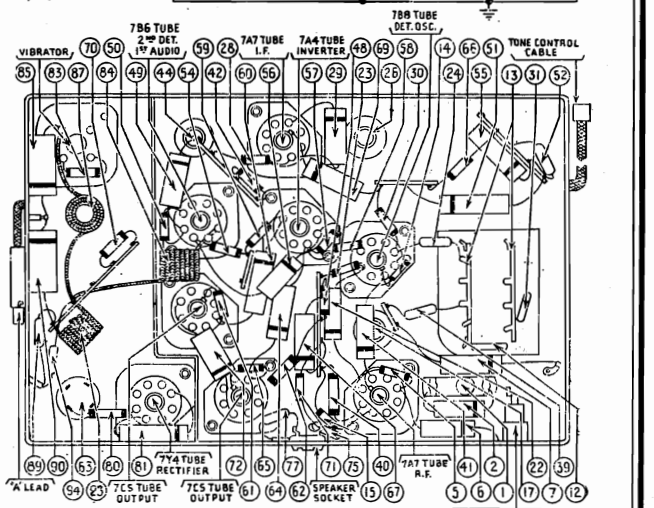 7B8 TUBE
DET. OSC.
7B6 TUBE
2ND DET.
1ST AUDIO
7A7 TUBE
I.F.
7A4 TUBE
INVERTER
TONE CONTROL
CABLE
VIBRATOR
70 50 59 28 48 69 58 14 66 51
85 83 87 84 49 44 54 42 60 56 57 29 23 26 30 24 55 13 31 52
"A" LEAD
89 90 63 80 81
7Y4 TUBE
RECTIFIER
72 65 77 71 75 40
7A7 TUBE
R.F.
41 2 22 39
94 23
7C5 TUBE
OUTPUT
7C5 TUBE
OUTPUT
61 64 62
SPEAKER
SOCKET
15 67 5 6 1 17 7 12